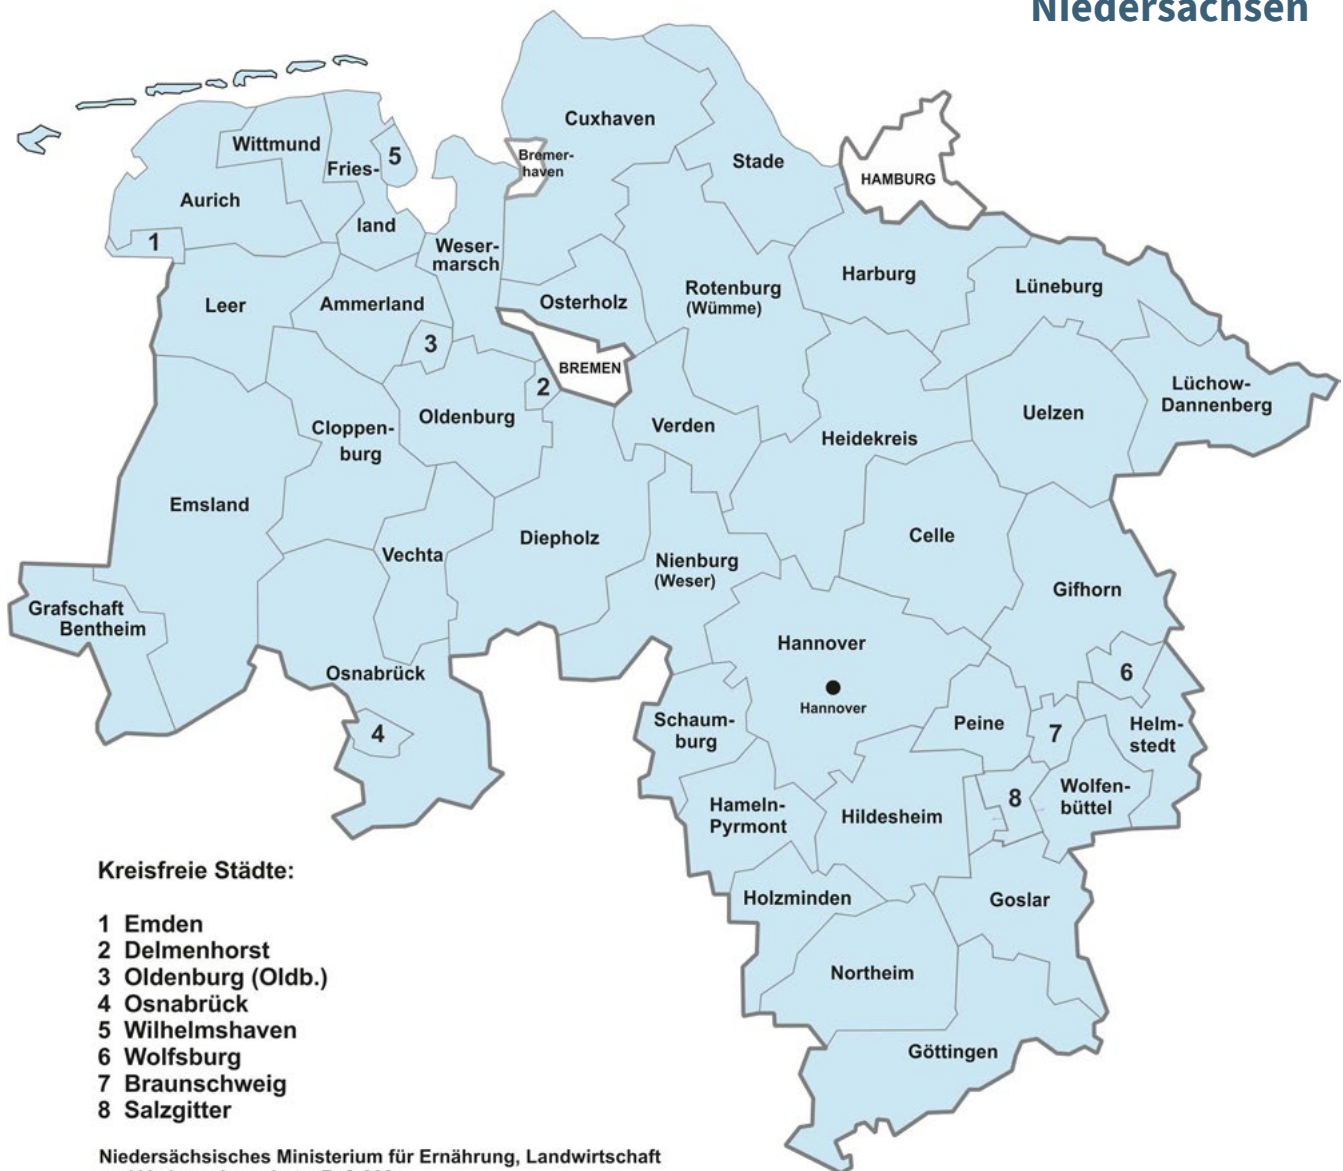 Niedersachsen
Cuxhaven
Wittmund
Bremer-
haven
Fries-
5
Stade
HAMBURG
Aurich
land
1
Weser-
marsch
Harburg
Lüneburg
Rotenburg
(Wümme)
Leer
Ammerland
Osterholz
3
BREMEN
2
Lüchow-
Dannenberg
Oldenburg
Uelzen
Cloppen-
burg
Verden
Heidekreis
Emsland
Diepholz
Celle
Vechta
Nienburg
(Weser)
Gifhorn
Grafschaft
Bentheim
Hannover
Osnabrück
6
Hannover
Schaum-
burg
Peine
7
Helm-
stedt
4
Wolfen-
büttel
8
Hameln-
Pyrmont
Hildesheim
Holzminden
Goslar
Northeim
Göttingen
Kreisfreie Städte:
1 Emden
2 Delmenhorst
3 Oldenburg (Oldb.)
4 Osnabrück
5 Wilhelmshaven
6 Wolfsburg
7 Braunschweig
8 Salzgitter
Niedersächsisches Ministerium für Ernährung, Landwirtschaft